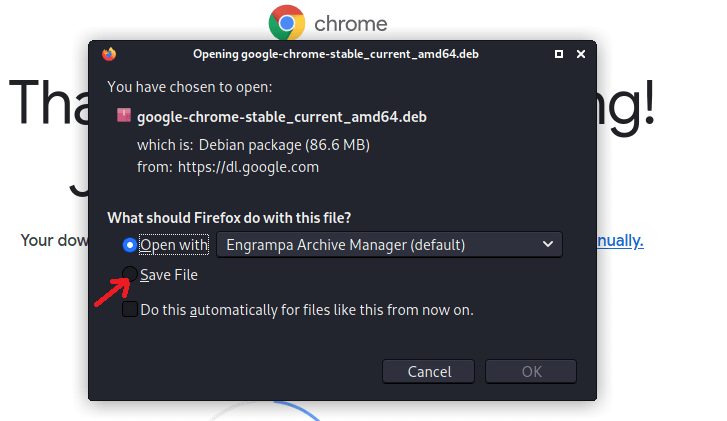 chrome
Opening google-chrome-stable_current_amd64.deb
You have chosen to open:
google-chrome-stable_current_amd64.deb
which is: Debian package (86.6 MB)
from: https://dl.google.com
What should Firefox do with this file?
Open with Engrampa Archive Manager (default)
Save File
Do this automatically for files like this from now on.
Cancel OK
Tha ng!
Your dow nually.